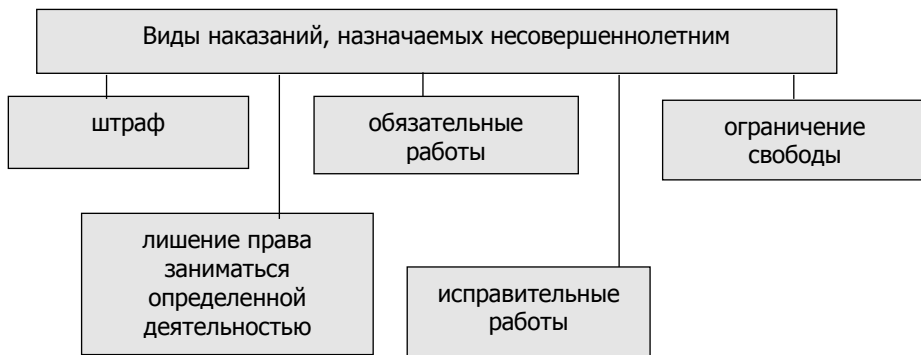 Виды наказаний, назначаемых несовершеннолетним
штраф
обязательные
работы
ограничение
свободы
лишение права
заниматься
определенной
деятельностью
исправительные
работы